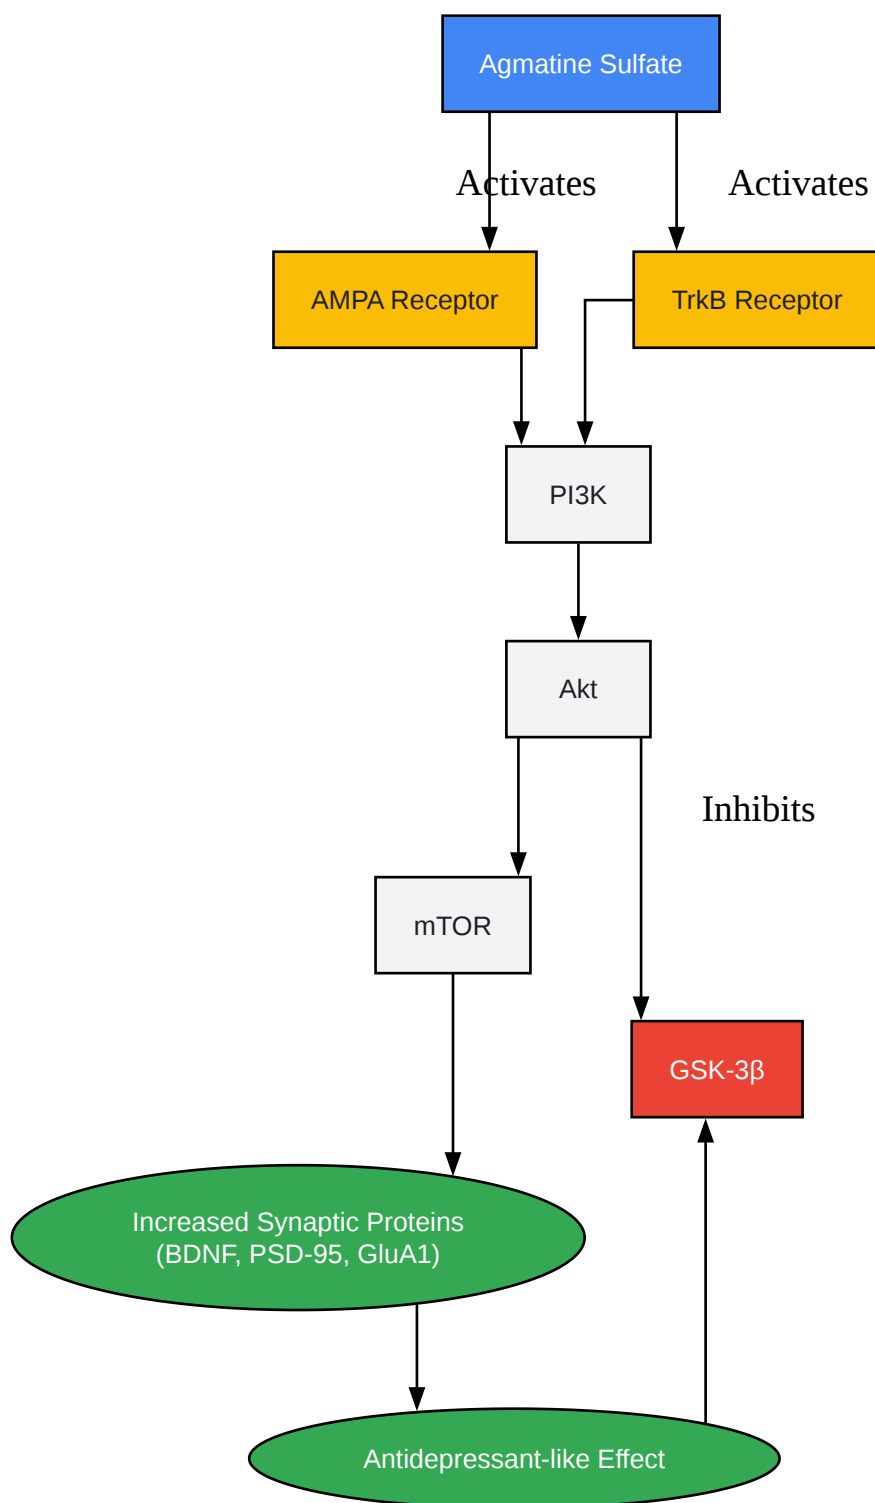 Agmatine Sulfate
Activates
Activates
AMPA Receptor
TrkB Receptor
PI3K
Akt
Inhibits
mTOR
GSK-3β
Increased Synaptic Proteins
(BDNF, PSD-95, GluA1)
Antidepressant-like Effect